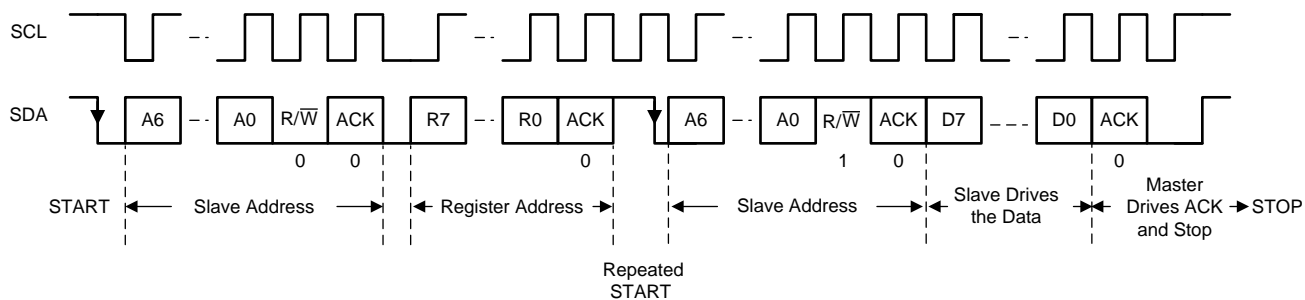 SCL
SDA
A6 A0 R/W̅ ACK R7 R0 ACK A6 A0 R/W̅ ACK D7 D0 ACK
0 0 0 1 0 0
START Slave Address Register Address Slave Address Slave Drives the Data Master Drives ACK and Stop STOP
Repeated
START